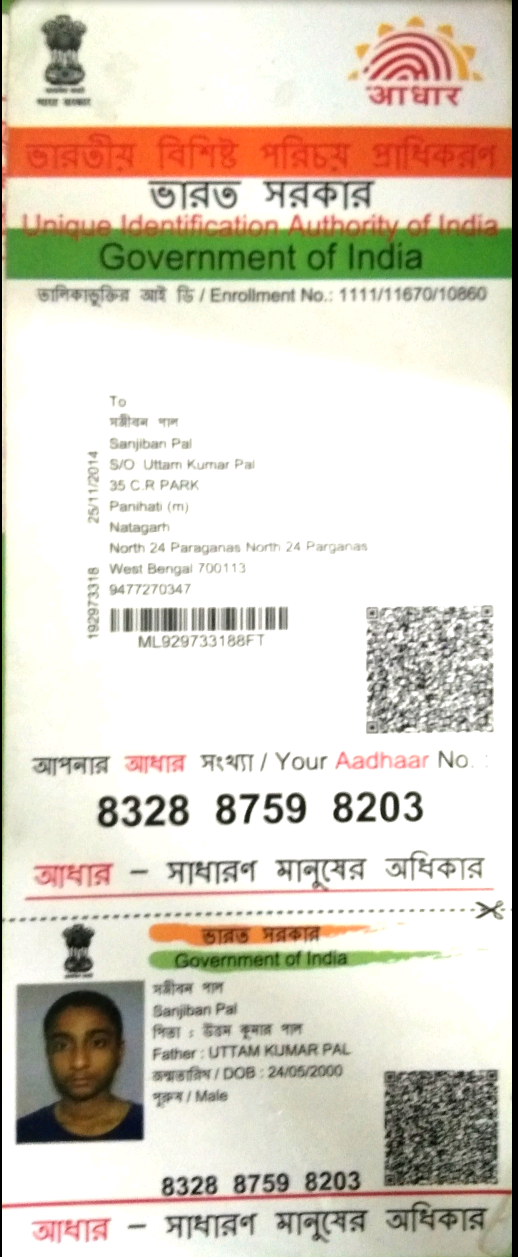 भारत सरकार
आधार
ভারতীয় বিশিষ্ট পরিচয় প্রাধিকরণ
ভারত সরকার
Unique Identification Authority of India
Government of India
তালিকাভুক্তির আই ডি / Enrollment No.: 1111/11670/10860
To
সঞ্জীবন পাল
Sanjiban Pal
S/O Uttam Kumar Pal
35 C.R PARK
Panihati (m)
Natagarh
North 24 Paraganas North 24 Parganas
West Bengal 700113
9477270347
25/11/2014
192973318
ML929733188FT
আপনার আধার সংখ্যা / Your Aadhaar No. :
8328 8759 8203
আধার – সাধারণ মানুষের অধিকার
ভারত সরকার
Government of India
সঞ্জীবন পাল
Sanjiban Pal
পিতা : উত্তম কুমার পাল
Father : UTTAM KUMAR PAL
জন্মতারিখ / DOB : 24/05/2000
পুরুষ / Male
8328 8759 8203
আধার – সাধারণ মানুষের অধিকার